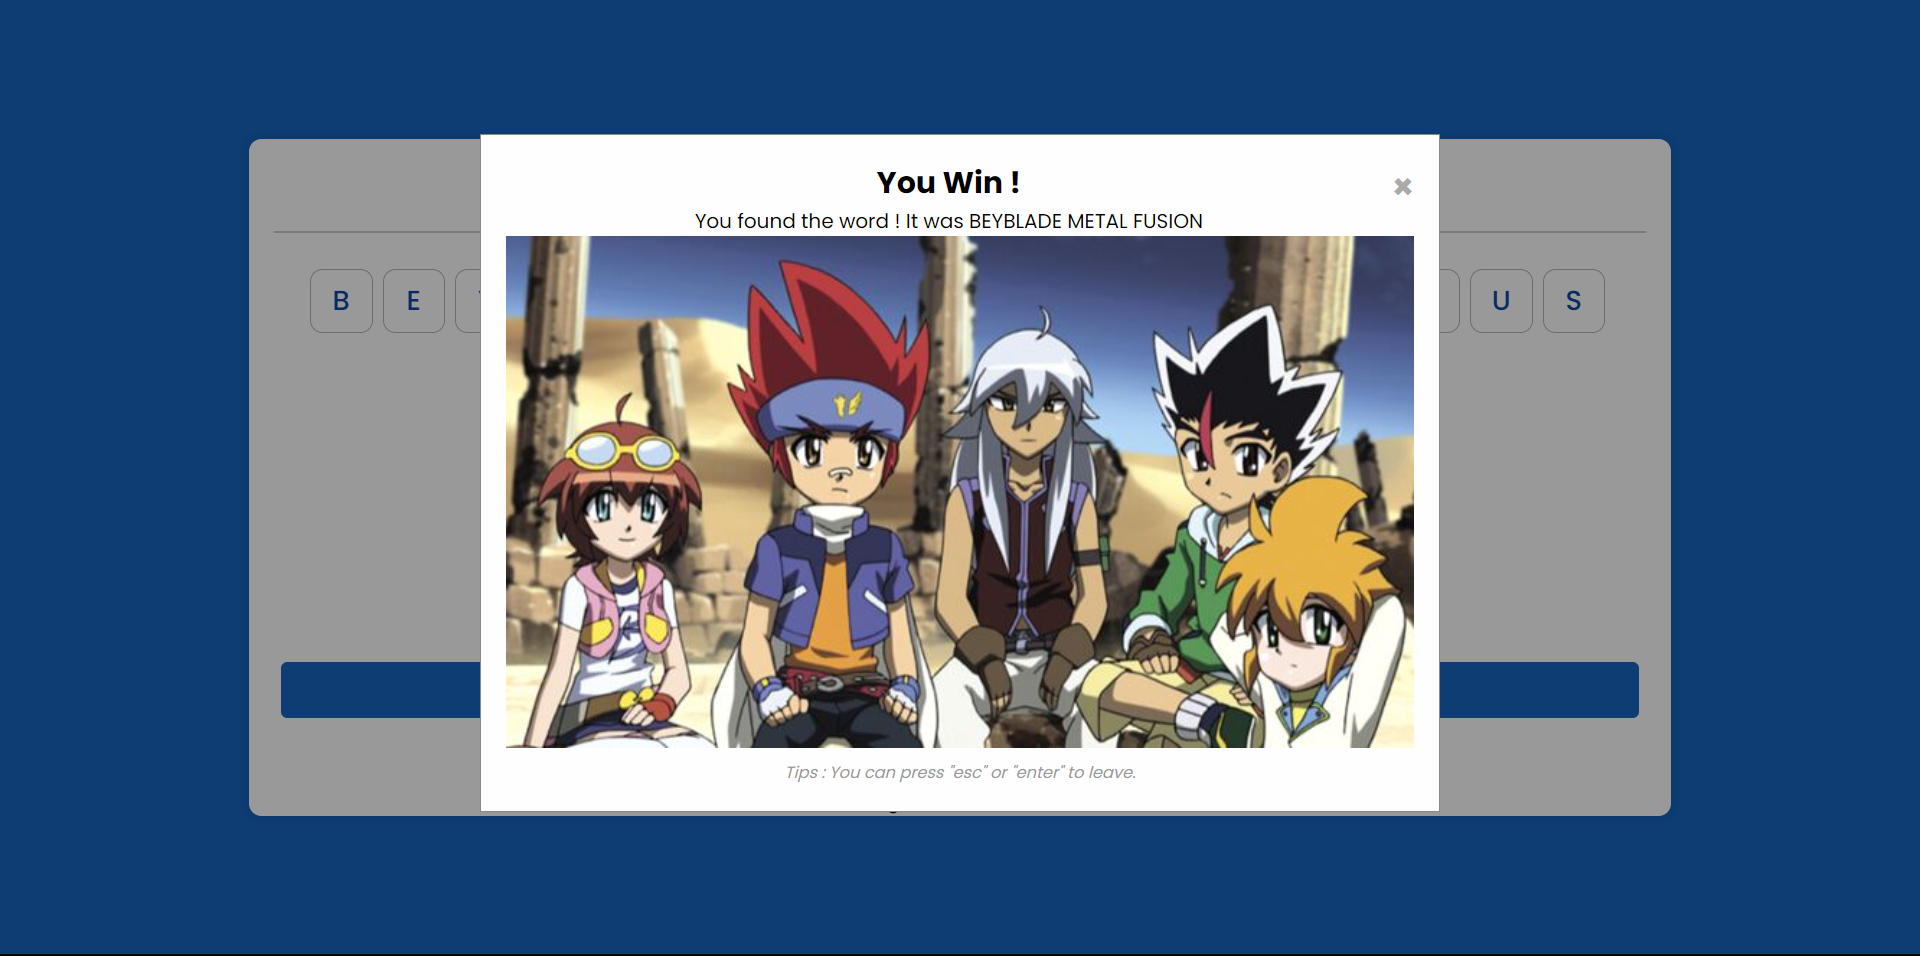 You Win !
✖
You found the word ! It was BEYBLADE METAL FUSION
B E U S
Tips : You can press "esc" or "enter" to leave.